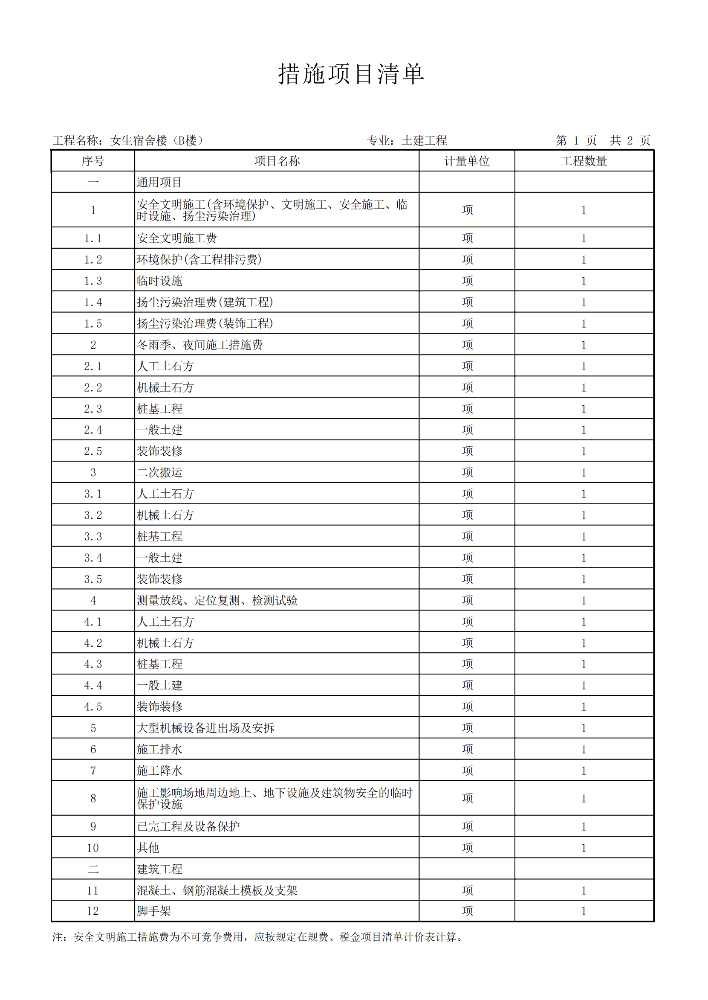 措施项目清单
工程名称：女生宿舍楼（B楼） 专业：土建工程 第 1 页 共 2 页
序号 项目名称 计量单位 工程数量
一 通用项目
1 安全文明施工(含环境保护、文明施工、安全施工、临
时设施、扬尘污染治理) 项 1
1.1 安全文明施工费 项 1
1.2 环境保护(含工程排污费) 项 1
1.3 临时设施 项 1
1.4 扬尘污染治理费(建筑工程) 项 1
1.5 扬尘污染治理费(装饰工程) 项 1
2 冬雨季、夜间施工措施费 项 1
2.1 人工土石方 项 1
2.2 机械土石方 项 1
2.3 桩基工程 项 1
2.4 一般土建 项 1
2.5 装饰装修 项 1
3 二次搬运 项 1
3.1 人工土石方 项 1
3.2 机械土石方 项 1
3.3 桩基工程 项 1
3.4 一般土建 项 1
3.5 装饰装修 项 1
4 测量放线、定位复测、检测试验 项 1
4.1 人工土石方 项 1
4.2 机械土石方 项 1
4.3 桩基工程 项 1
4.4 一般土建 项 1
4.5 装饰装修 项 1
5 大型机械设备进出场及安拆 项 1
6 施工排水 项 1
7 施工降水 项 1
8 施工影响场地周边地上、地下设施及建筑物安全的临时
保护设施 项 1
9 已完工程及设备保护 项 1
10 其他 项 1
二 建筑工程
11 混凝土、钢筋混凝土模板及支架 项 1
12 脚手架 项 1
注：安全文明施工措施费为不可竞争费用，应按规定在规费、税金项目清单计价表计算。